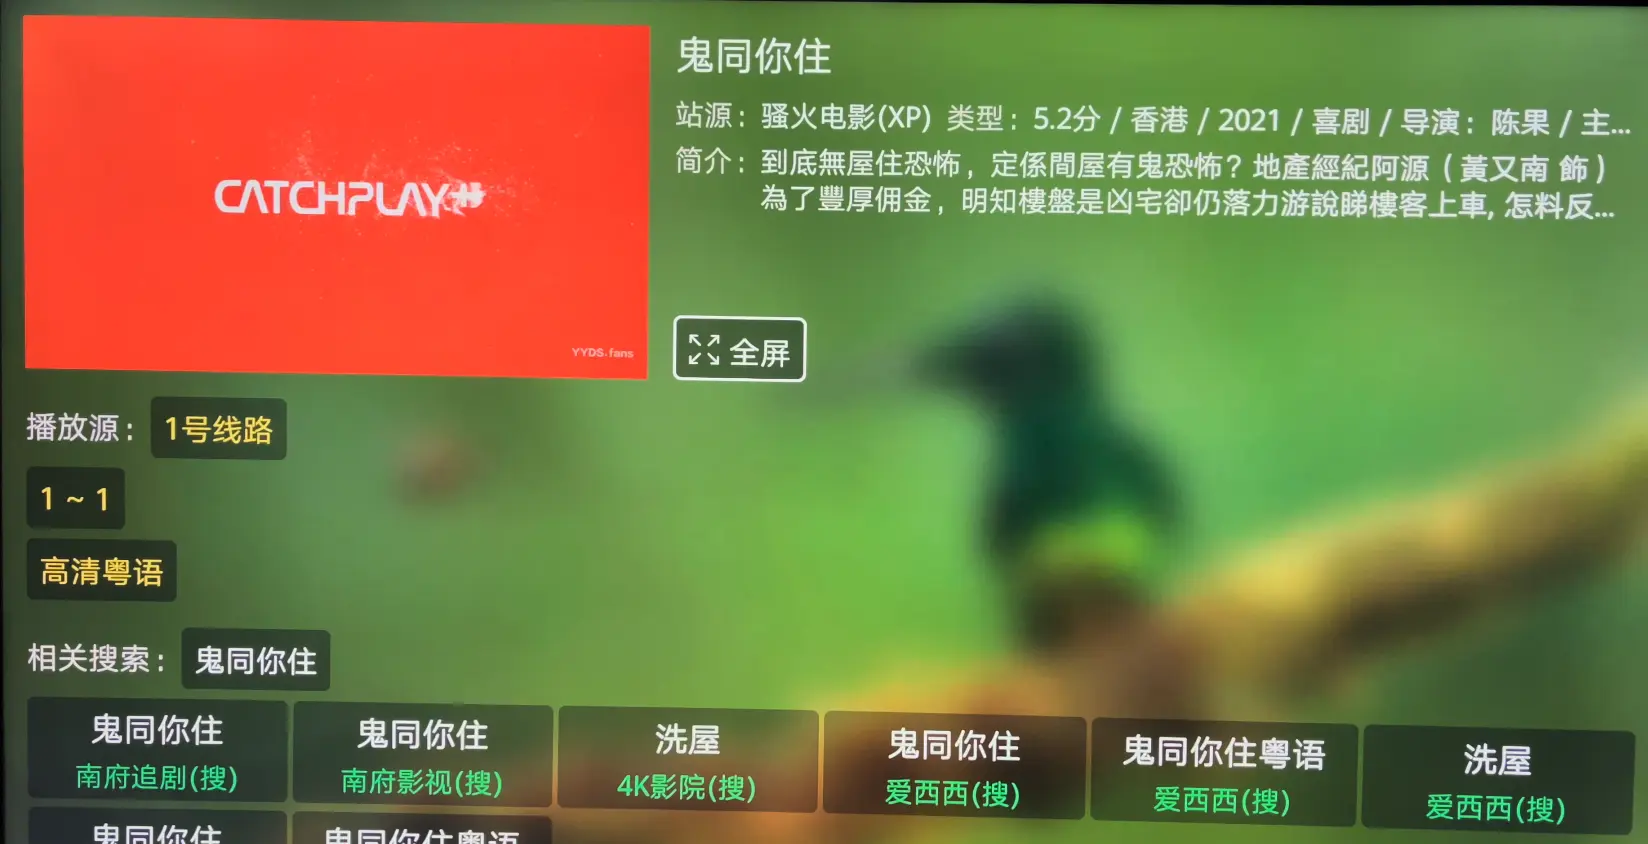 鬼同你住
站源：骚火电影(XP) 类型：5.2分 / 香港 / 2021 / 喜剧 / 导演：陈果 / 主...
简介：到底無屋住恐怖，定係間屋有鬼恐怖？地產經紀阿源（黃又南 飾）
為了豐厚佣金，明知樓盤是凶宅卻仍落力游說睇樓客上車, 怎料反...
CATCHPLAY+
YYDS.fans
全屏
播放源：1号线路
1 ~ 1
高清粤语
相关搜索：鬼同你住
鬼同你住 鬼同你住 洗屋 鬼同你住 鬼同你住粤语 洗屋
南府追剧(搜) 南府影视(搜) 4K影院(搜) 爱西西(搜) 爱西西(搜) 爱西西(搜)
鬼同你住 鬼同你住粤语